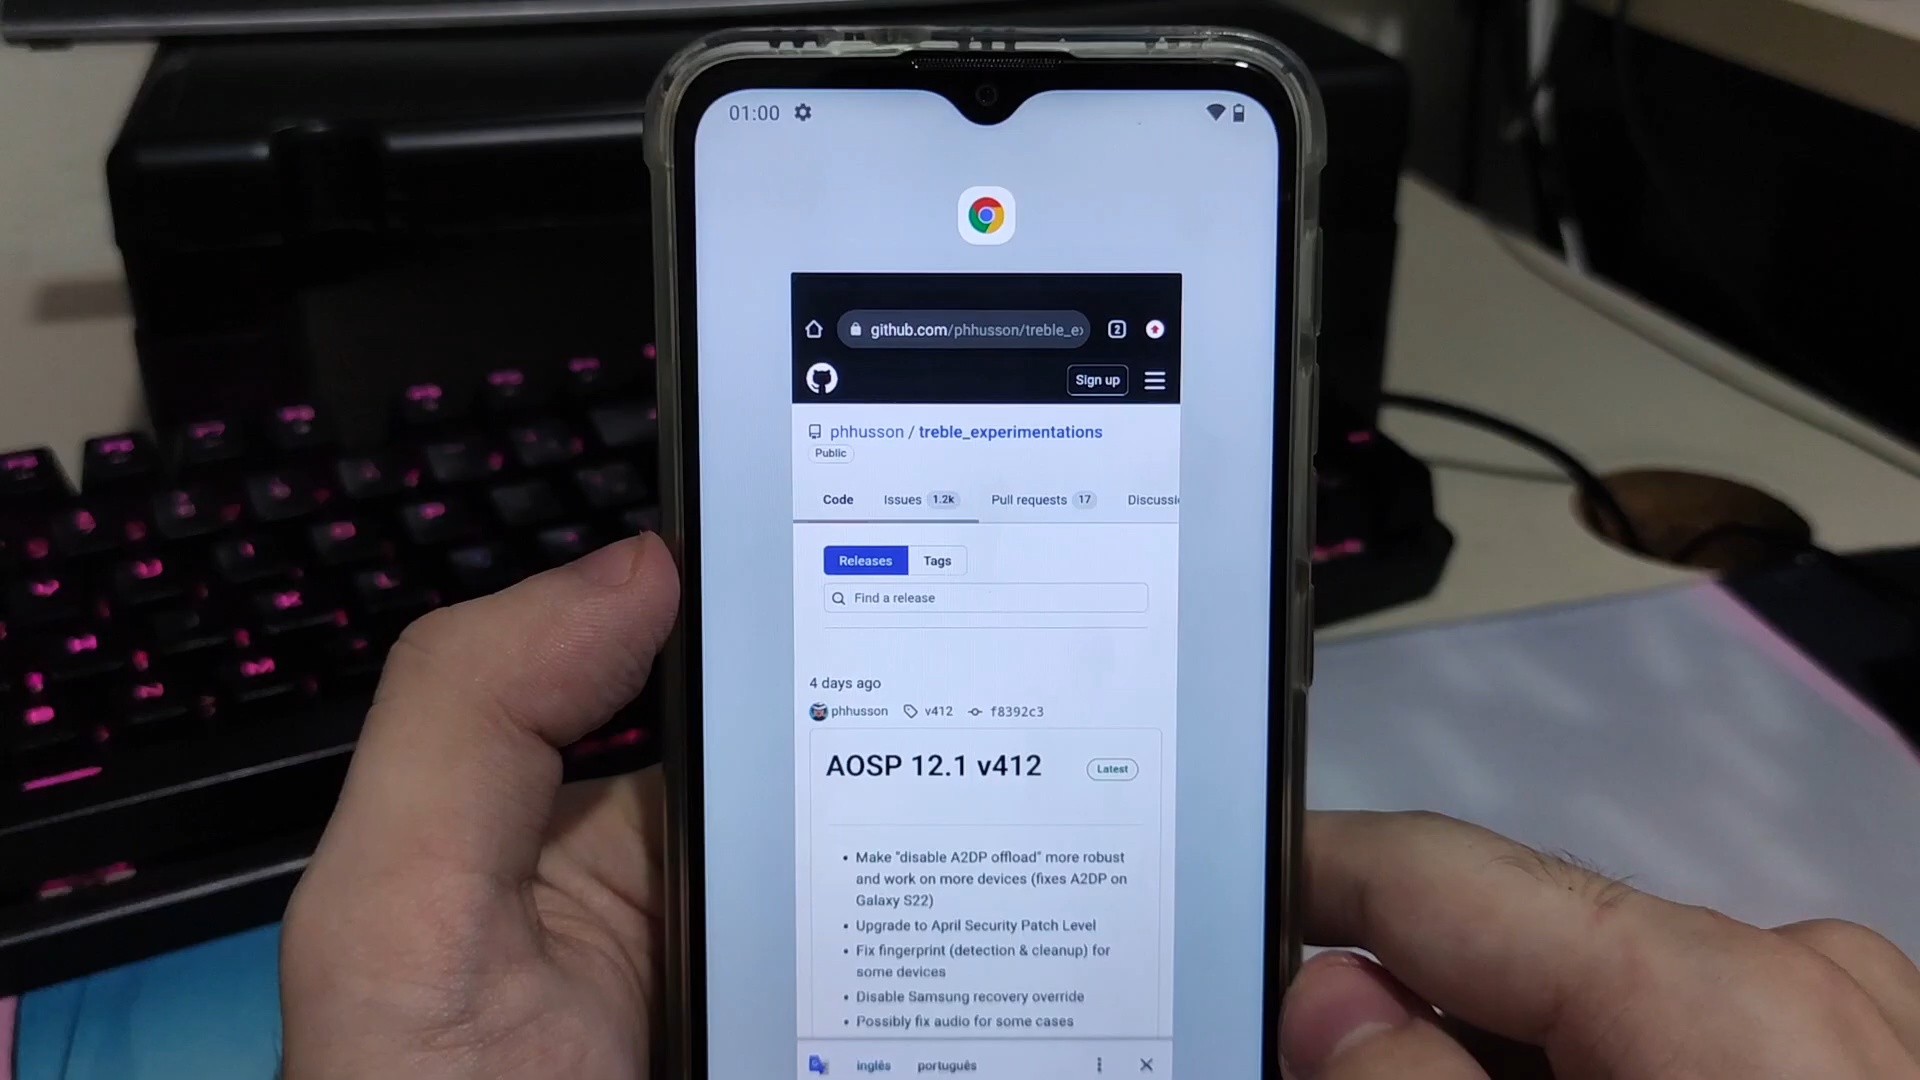 01:00
github.com/phhusson/treble_ex
2
Sign up
phhusson / treble_experimentations
Public
Code Issues 1.2k Pull requests 17 Discussi
Releases Tags
Find a release
4 days ago
phhusson v412 f8392c3
AOSP 12.1 v412 Latest
• Make "disable A2DP offload" more robust
and work on more devices (fixes A2DP on
Galaxy S22)
• Upgrade to April Security Patch Level
• Fix fingerprint (detection & cleanup) for
some devices
• Disable Samsung recovery override
• Possibly fix audio for some cases
inglês português